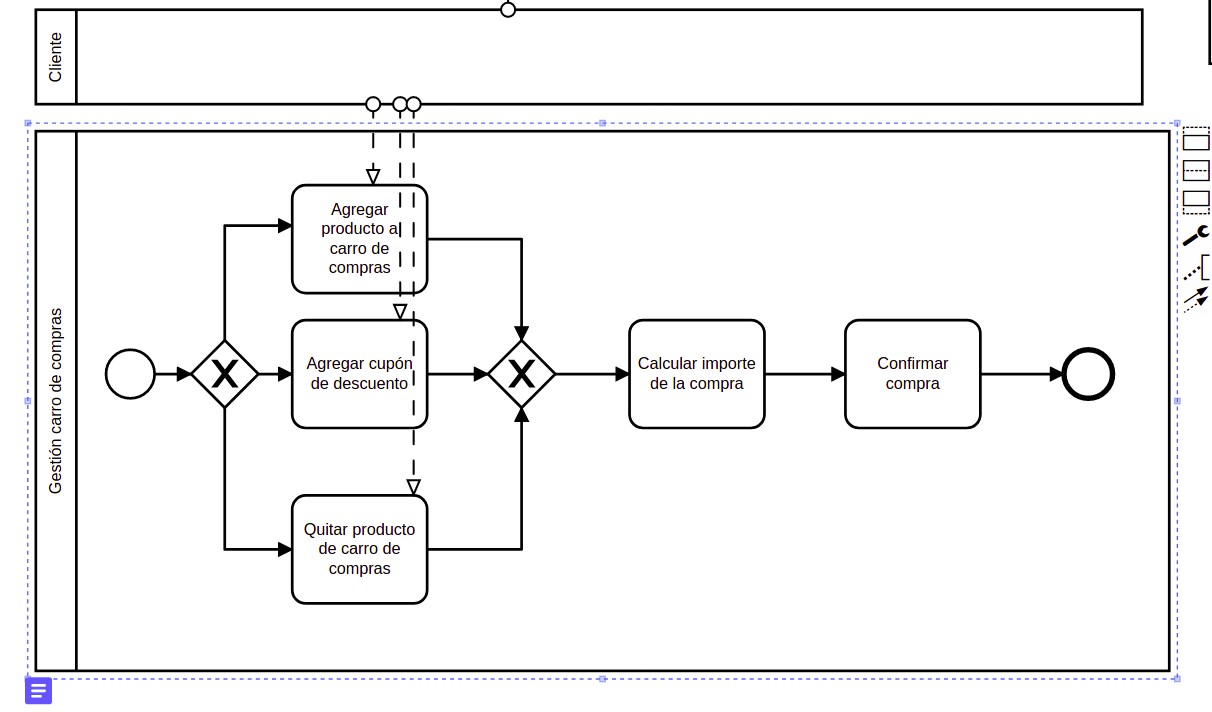 Cliente
Gestión carro de compras
Agregar
producto al
carro de
compras
Agregar cupón
de descuento
Quitar producto
de carro de
compras
Calcular importe
de la compra
Confirmar
compra